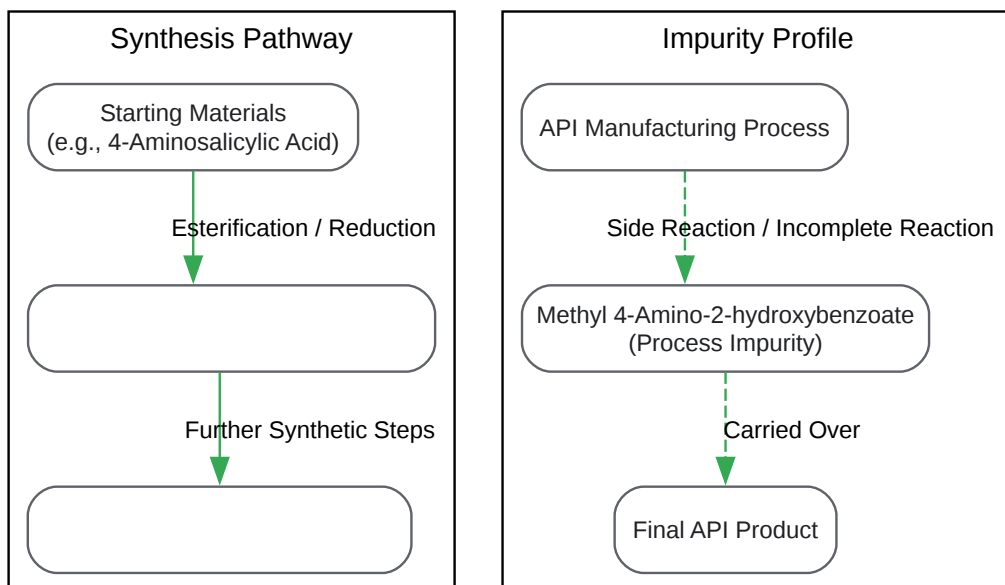 Synthesis Pathway
Starting Materials
(e.g., 4-Aminosalicylic Acid)
Esterification / Reduction
Further Synthetic Steps
Impurity Profile
API Manufacturing Process
Side Reaction / Incomplete Reaction
Methyl 4-Amino-2-hydroxybenzoate
(Process Impurity)
Carried Over
Final API Product